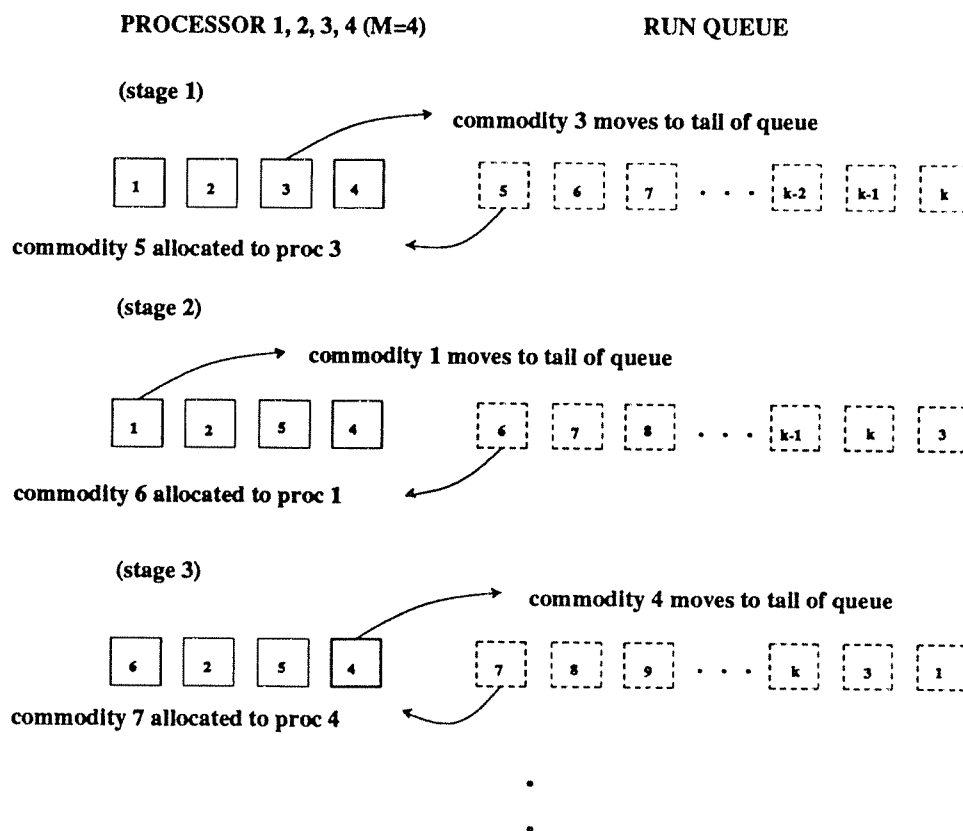 PROCESSOR 1, 2, 3, 4 (M=4) RUN QUEUE
(stage 1)
commodity 3 moves to tail of queue
1 2 3 4 5 6 7 . . . k-2 k-1 k
commodity 5 allocated to proc 3
(stage 2)
commodity 1 moves to tail of queue
1 2 5 4 6 7 8 . . . k-1 k 3
commodity 6 allocated to proc 1
(stage 3)
commodity 4 moves to tail of queue
6 2 5 4 7 8 9 . . . k 3 1
commodity 7 allocated to proc 4
.
.